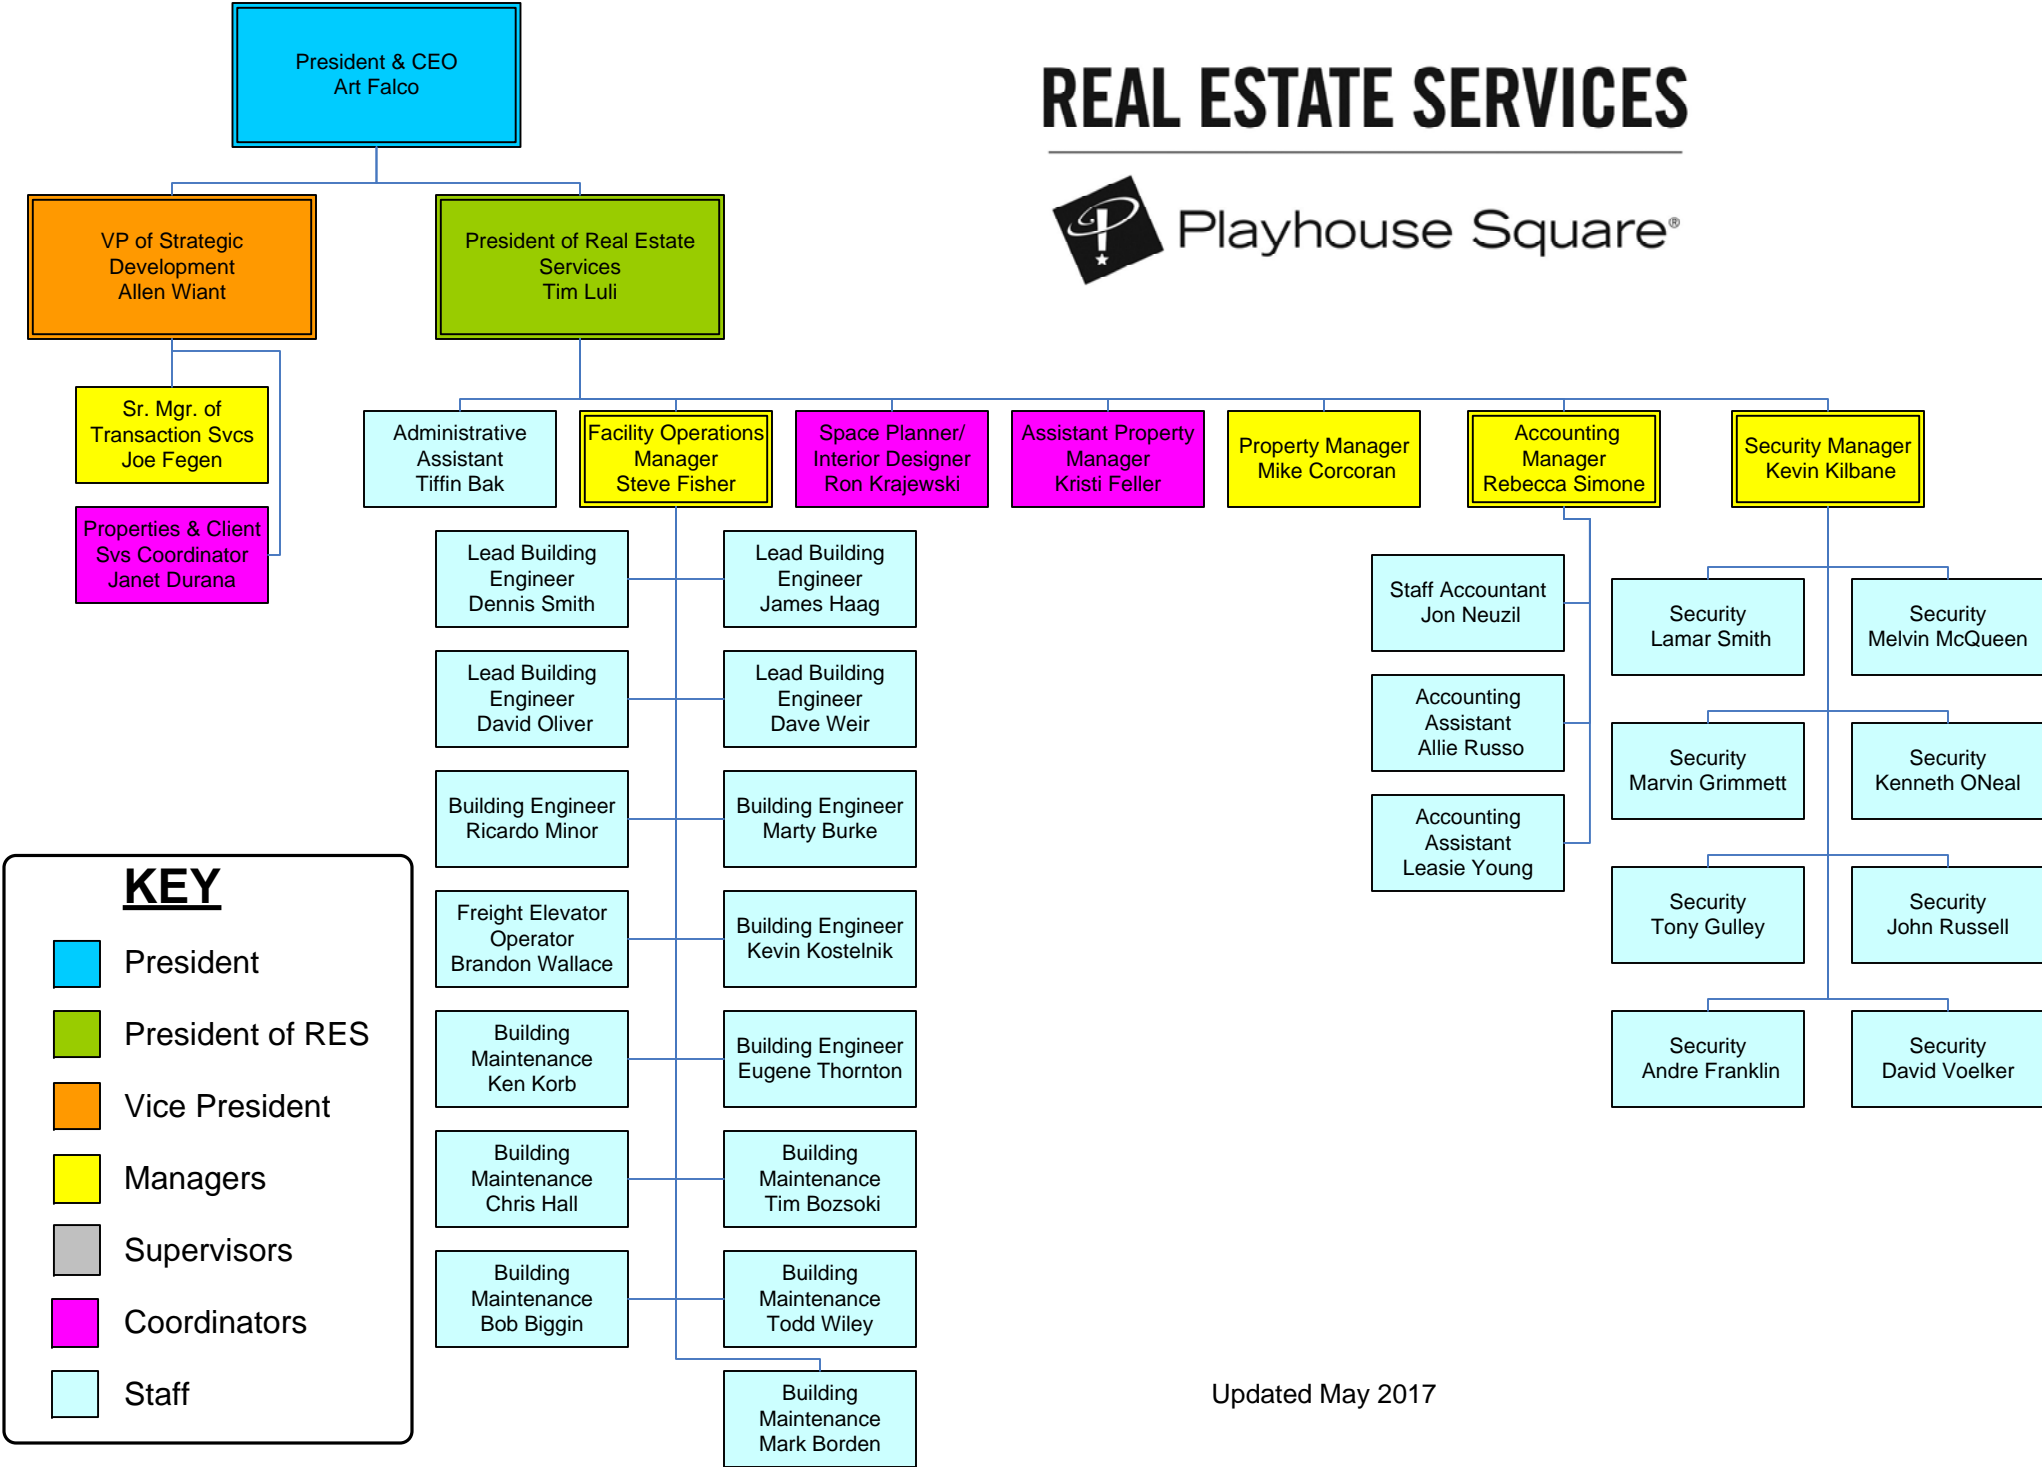 President & CEO
Art Falco
REAL ESTATE SERVICES
Playhouse Square®
VP of Strategic
Development
Allen Wiant
President of Real Estate
Services
Tim Luli
Sr. Mgr. of
Transaction Svcs
Joe Fegen
Properties & Client
Svs Coordinator
Janet Durana
Administrative
Assistant
Tiffin Bak
Facility Operations
Manager
Steve Fisher
Space Planner/
Interior Designer
Ron Krajewski
Assistant Property
Manager
Kristi Feller
Property Manager
Mike Corcoran
Accounting
Manager
Rebecca Simone
Security Manager
Kevin Kilbane
Lead Building
Engineer
Dennis Smith
Lead Building
Engineer
James Haag
Lead Building
Engineer
David Oliver
Lead Building
Engineer
Dave Weir
Building Engineer
Ricardo Minor
Building Engineer
Marty Burke
Freight Elevator
Operator
Brandon Wallace
Building Engineer
Kevin Kostelnik
Building
Maintenance
Ken Korb
Building Engineer
Eugene Thornton
Building
Maintenance
Chris Hall
Building
Maintenance
Tim Bozsoki
Building
Maintenance
Bob Biggin
Building
Maintenance
Todd Wiley
Building
Maintenance
Mark Borden
Staff Accountant
Jon Neuzil
Accounting
Assistant
Allie Russo
Accounting
Assistant
Leasie Young
Security
Lamar Smith
Security
Melvin McQueen
Security
Marvin Grimmett
Security
Kenneth ONeal
Security
Tony Gulley
Security
John Russell
Security
Andre Franklin
Security
David Voelker
KEY
President
President of RES
Vice President
Managers
Supervisors
Coordinators
Staff
Updated May 2017